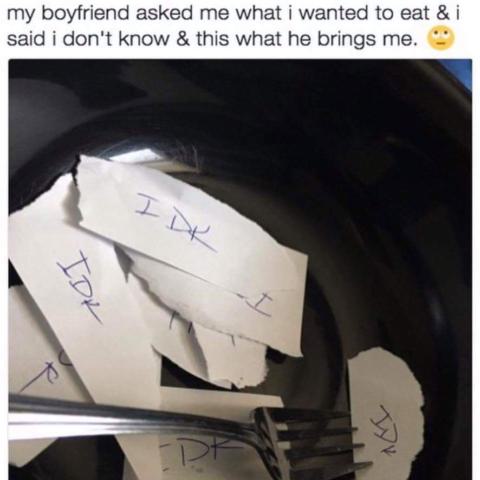 my boyfriend asked me what i wanted to eat & i
said i don't know & this what he brings me. 🙄
IDK
I
IDK
IDK
IDK